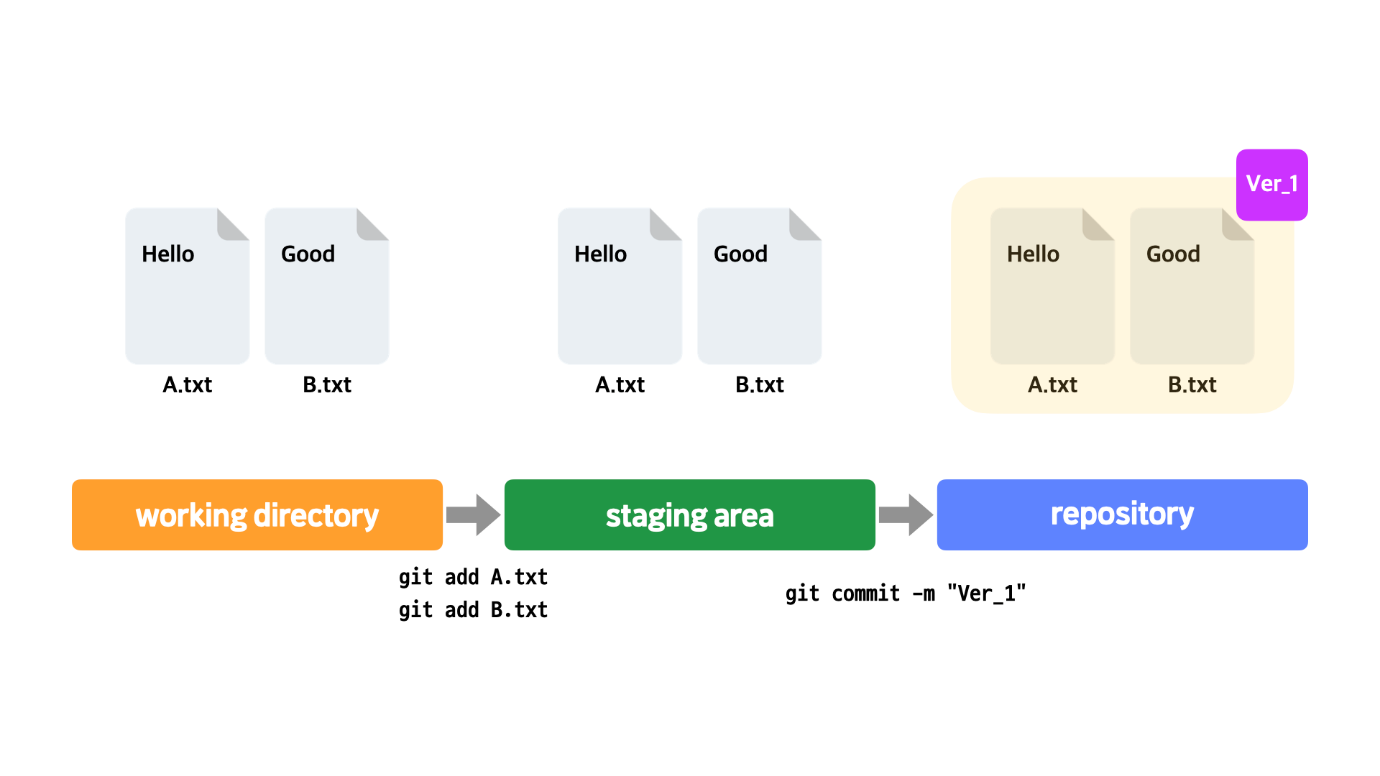 Ver_1
Hello
Good
Hello
Good
Hello
Good
A.txt
B.txt
A.txt
B.txt
A.txt
B.txt
working directory
staging area
repository
git add A.txt
git add B.txt
git commit -m "Ver_1"